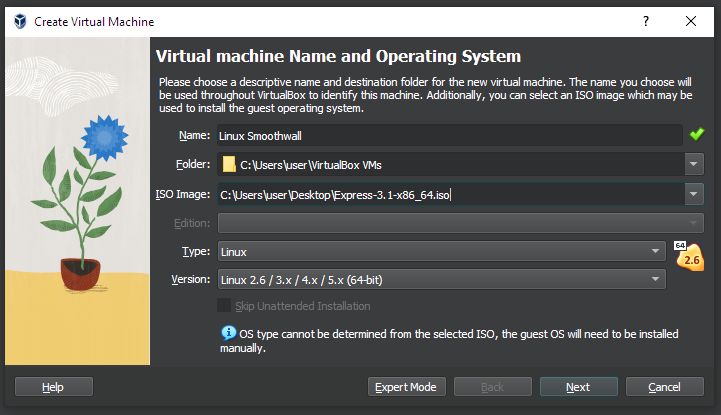 Create Virtual Machine
?
Virtual machine Name and Operating System
Please choose a descriptive name and destination folder for the new virtual machine. The name you choose will
be used throughout VirtualBox to identify this machine. Additionally, you can select an ISO image which may be
used to install the guest operating system.
Name: Linux Smoothwall
Folder: C:\Users\user\VirtualBox VMs
ISO Image: C:\Users\user\Desktop\Express-3.1-x86_64.iso
Edition:
Type: Linux
64
Version: Linux 2.6 / 3.x / 4.x / 5.x (64-bit)
2.6
Skip Unattended Installation
OS type cannot be determined from the selected ISO, the guest OS will need to be installed
manually.
Help Expert Mode Back Next Cancel